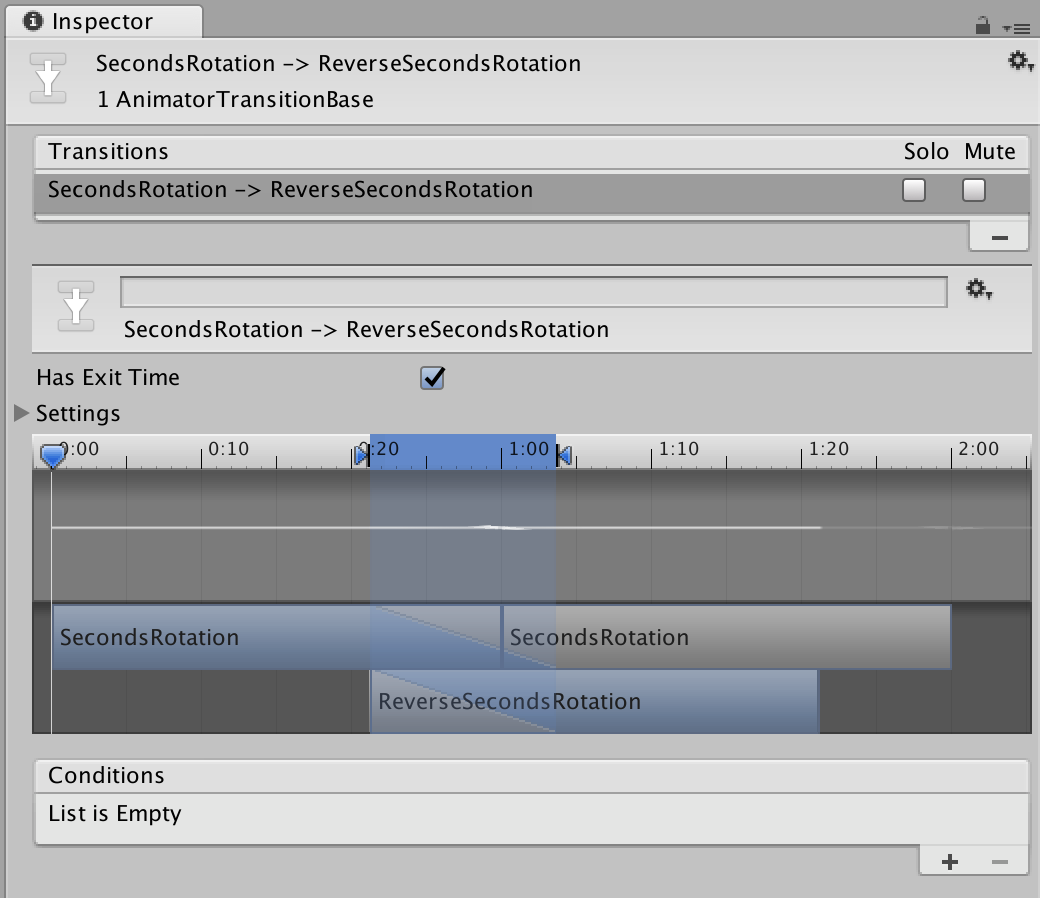 Inspector
SecondsRotation -> ReverseSecondsRotation
1 AnimatorTransitionBase
Transitions Solo Mute
SecondsRotation -> ReverseSecondsRotation
SecondsRotation -> ReverseSecondsRotation
Has Exit Time
Settings
0:00 0:10 0:20 1:00 1:10 1:20 2:00
SecondsRotation SecondsRotation
ReverseSecondsRotation
Conditions
List is Empty